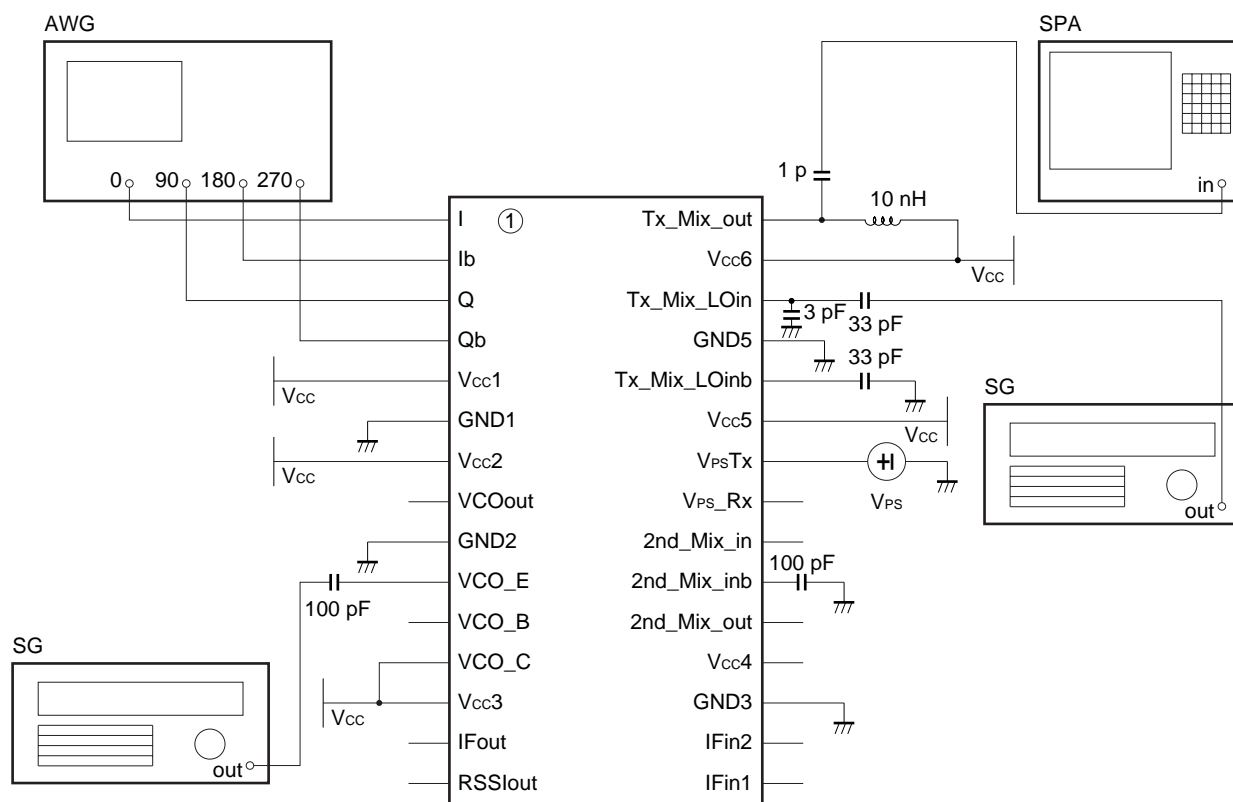 AWG
SPA
0 90 180 270
1 p
in
10 nH
I
1
Tx_Mix_out
Ib
Vcc6
Vcc
Q
Tx_Mix_LOin
3 pF
33 pF
Qb
GND5
33 pF
Vcc1
Vcc
Tx_Mix_LOinb
SG
GND1
Vcc5
Vcc
Vcc2
Vcc
VPSTx
VPS
VCOout
VPS_Rx
out
GND2
2nd_Mix_in
100 pF
VCO_E
100 pF
2nd_Mix_inb
VCO_B
2nd_Mix_out
SG
VCO_C
Vcc4
Vcc3
Vcc
GND3
IFout
IFin2
out
RSSIout
IFin1